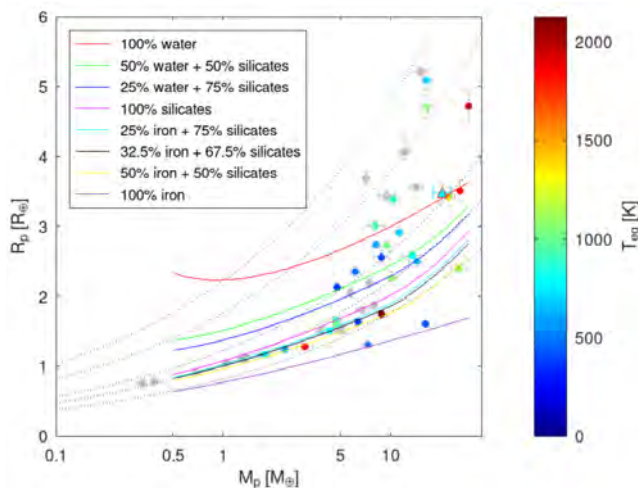 100% water
50% water + 50% silicates
25% water + 75% silicates
100% silicates
25% iron + 75% silicates
32.5% iron + 67.5% silicates
50% iron + 50% silicates
100% iron
6
5
4
3
2
1
0
0.1
0.5
1
5
10
Mp [M⊕]
Rp [R⊕]
2000
1500
1000
500
0
Teq [K]